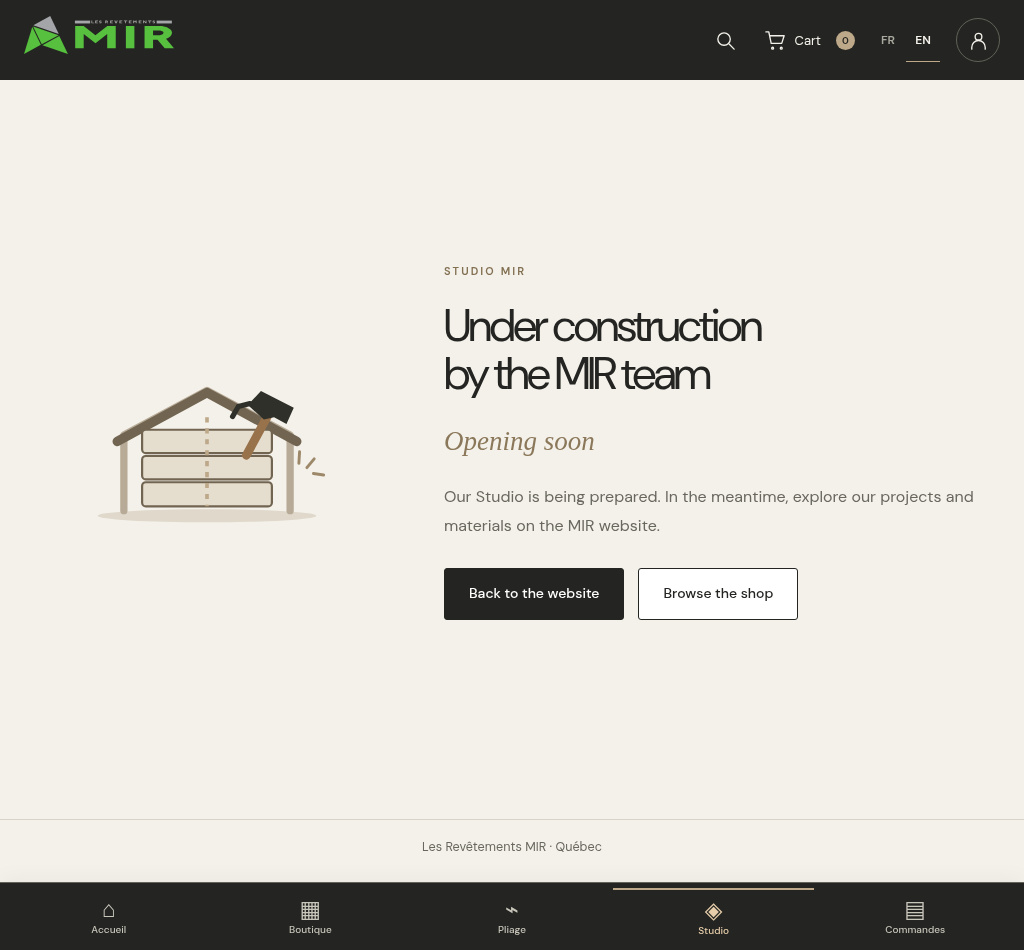 LES REVÊTEMENTS
MIR
Cart 0 FR EN
STUDIO MIR
Under construction
by the MIR team
Opening soon
Our Studio is being prepared. In the meantime, explore our projects and
materials on the MIR website.
Back to the website Browse the shop
Les Revêtements MIR · Québec
Accueil Boutique Pliage Studio Commandes